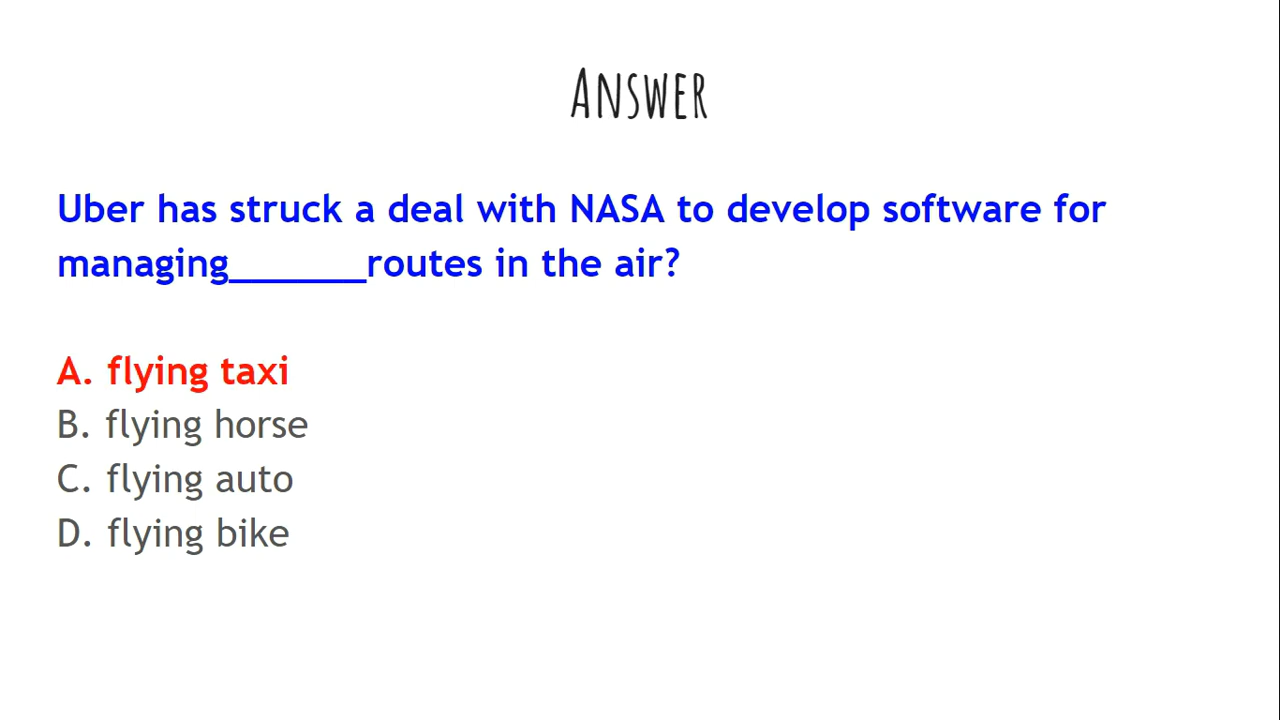 ANSWER
Uber has struck a deal with NASA to develop software for
managing______routes in the air?
A. flying taxi
B. flying horse
C. flying auto
D. flying bike